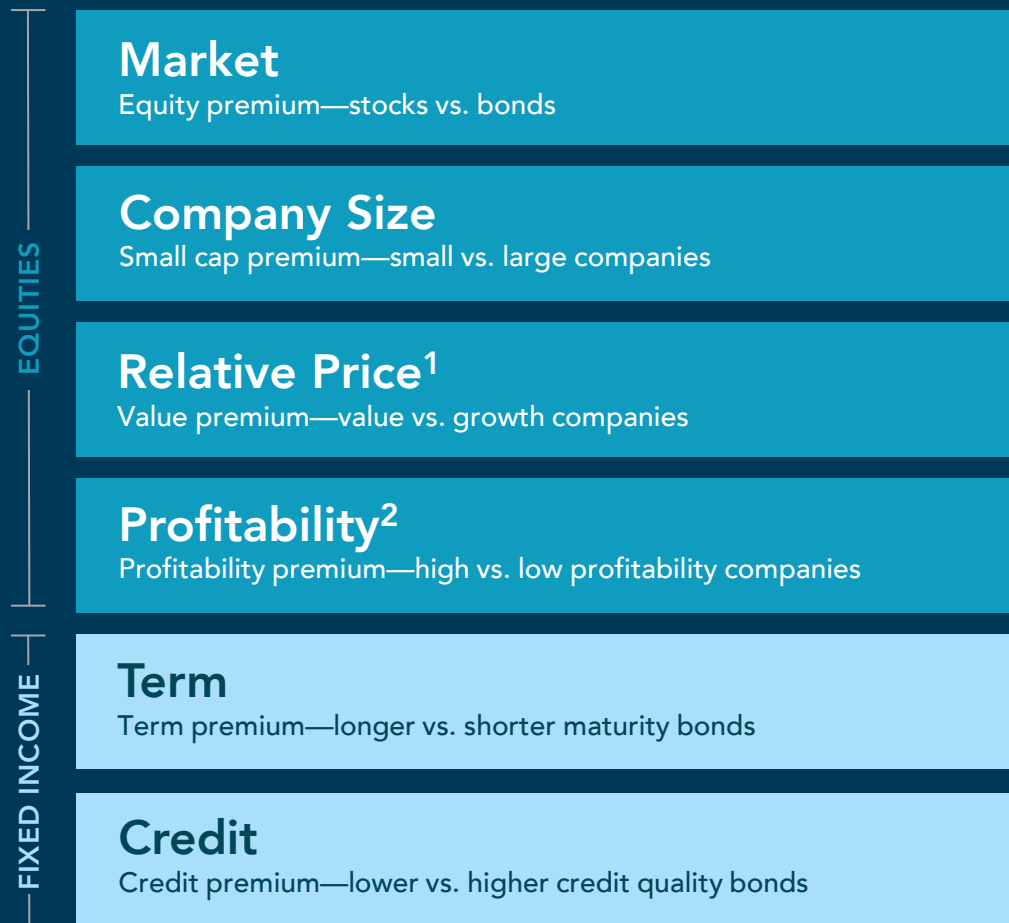 EQUITIES
Market
Equity premium—stocks vs. bonds
Company Size
Small cap premium—small vs. large companies
Relative Price¹
Value premium—value vs. growth companies
Profitability²
Profitability premium—high vs. low profitability companies
FIXED INCOME
Term
Term premium—longer vs. shorter maturity bonds
Credit
Credit premium—lower vs. higher credit quality bonds